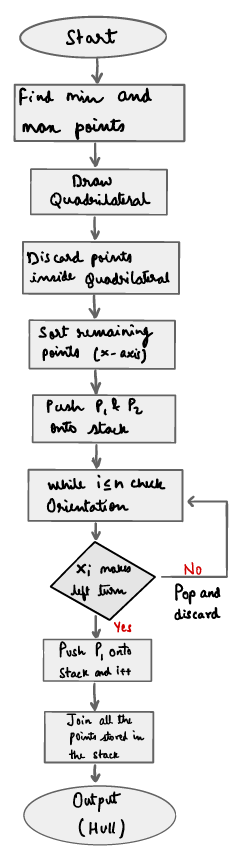 Start
Find min and
max points
Draw
Quadrilateral
Discard points
inside Quadrilateral
Sort remaining
points (x-axis)
Push P1 & P2
onto stack
while i≤n check
Orientation
Xi makes
left turn
No
Pop and
discard
Yes
Push Pi onto
Stack and i++
Join all the
points stored in
the stack
Output
(Hull)